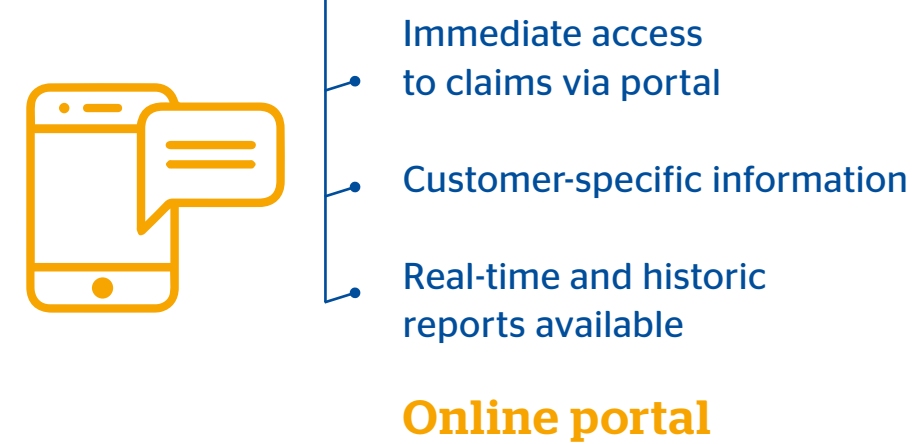 Immediate access
to claims via portal
Customer-specific information
Real-time and historic
reports available
Online portal